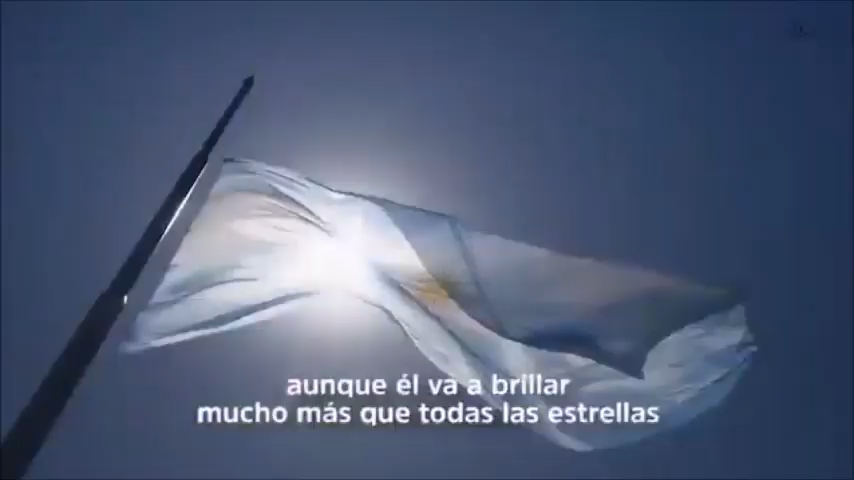 aunque él va a brillar
mucho más que todas las estrellas